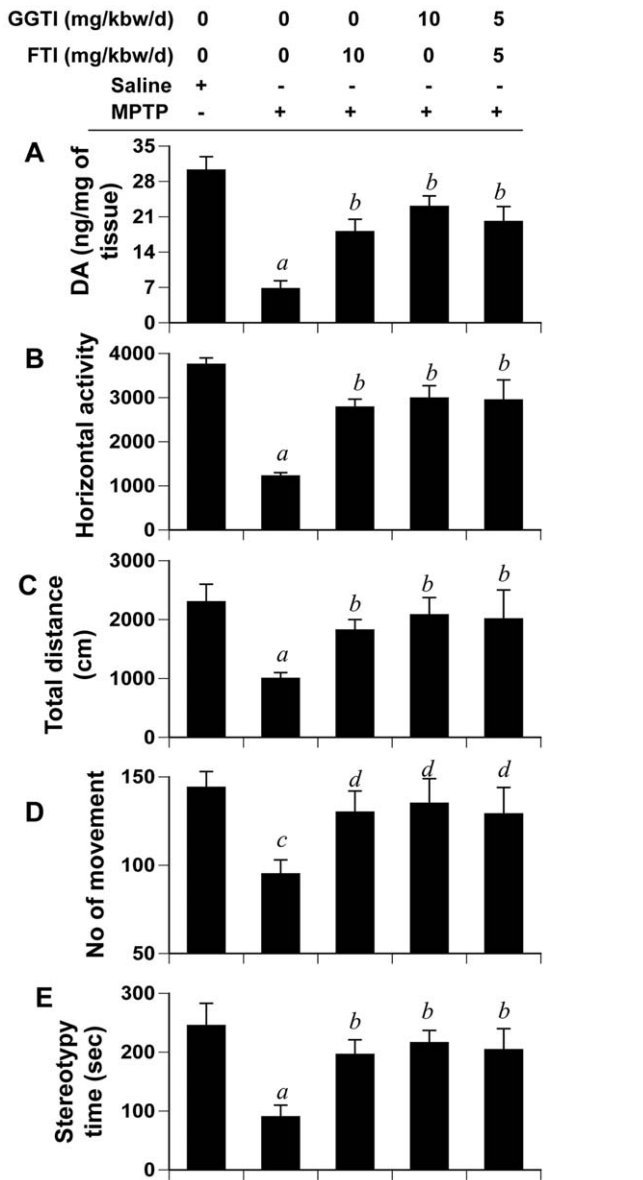 GGTI (mg/kbw/d) 0 0 0 10 5
FTI (mg/kbw/d) 0 0 10 0 5
Saline + - - - -
MPTP - + + + +
A
DA (ng/mg of
tissue)
35
28
21
14
7
0
a
b
b
b
B
Horizontal activity
4000
3000
2000
1000
0
a
b
b
b
C
Total distance
(cm)
3000
2000
1000
0
a
b
b
b
D
No of movement
150
100
50
c
d
d
d
E
Stereotypy
time (sec)
300
200
100
0
a
b
b
b